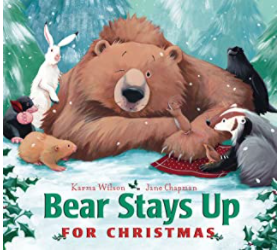 Karma Wilson Jane Chapman
Bear Stays Up
FOR CHRISTMAS